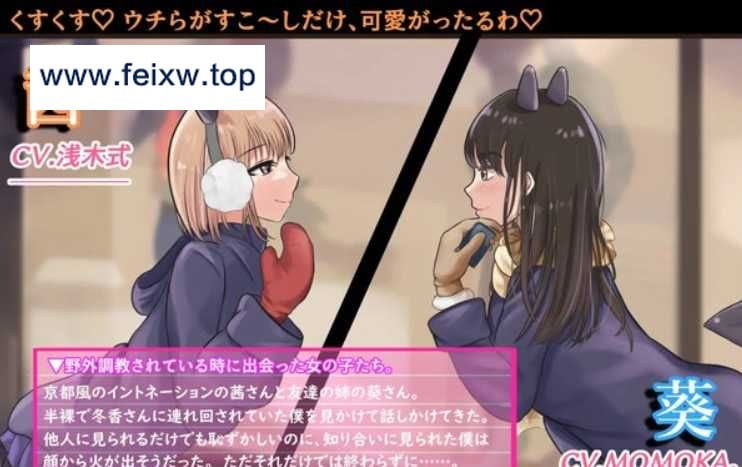 くすくす♡ ウチらがすこ〜しだけ、可愛がったるわ♡
www.feixw.top
茜
CV.浅木式
▼野外調教されている時に出会った女の子たち。
京都風のイントネーションの茜さんと友達の姉の葵さん。
半裸で冬香さんに連れ回されていた僕を見かけて話しかけてきた。
他人に見られるだけでも恥ずかしいのに、知り合いに見られた僕は
顔から火が出そうだった。ただそれだけでは終わらずに……。
葵
CV.MOMOKA.